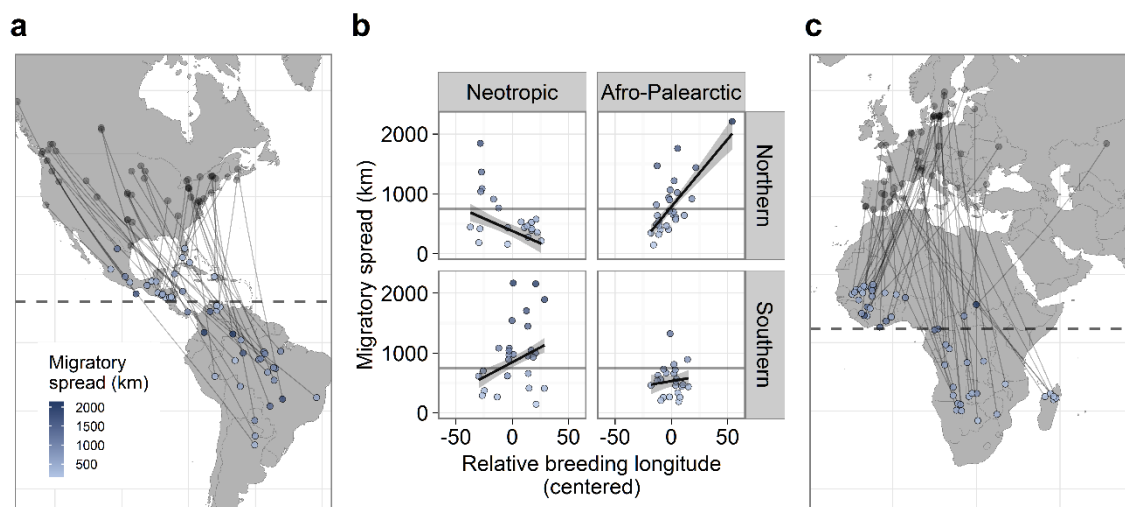 a
b
c
Neotropic
Afro-Palearctic
Northern
Southern
Migratory spread (km)
2000
1000
0
2000
1000
0
-50
0
50
-50
0
50
Relative breeding longitude
(centered)
Migratory
spread (km)
2000
1500
1000
500